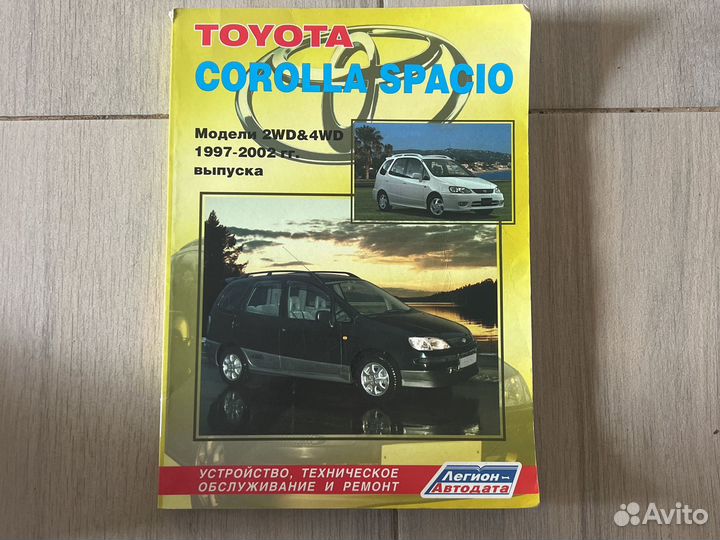 TOYOTA
COROLLA SPACIO
Модели 2WD&4WD
1997-2002 гг.
выпуска
УСТРОЙСТВО, ТЕХНИЧЕСКОЕ
ОБСЛУЖИВАНИЕ И РЕМОНТ
Легион-
Автодата
Avito